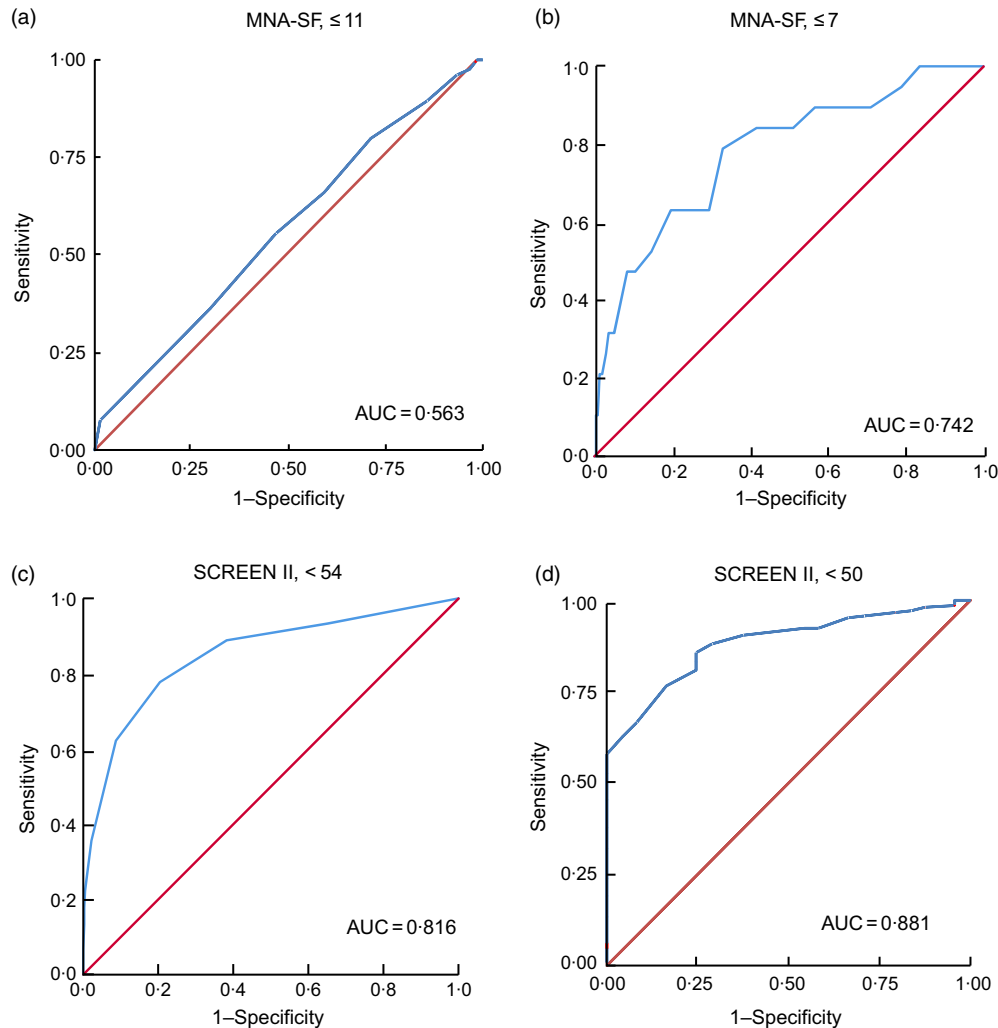 (a)
MNA-SF, ≤ 11
1·00
0·75
0·50
0·25
0·00
Sensitivity
AUC = 0·563
0·00 0·25 0·50 0·75 1·00
1–Specificity
(b)
MNA-SF, ≤ 7
1·0
0·8
0·6
0·4
0·2
0·0
Sensitivity
AUC = 0·742
0·0 0·2 0·4 0·6 0·8 1·0
1–Specificity
(c)
SCREEN II, < 54
1·0
0·8
0·6
0·4
0·2
0·0
Sensitivity
AUC = 0·816
0·0 0·2 0·4 0·6 0·8 1·0
1–Specificity
(d)
SCREEN II, < 50
1·00
0·75
0·50
0·25
0·00
Sensitivity
AUC = 0·881
0·00 0·25 0·50 0·75 1·00
1–Specificity